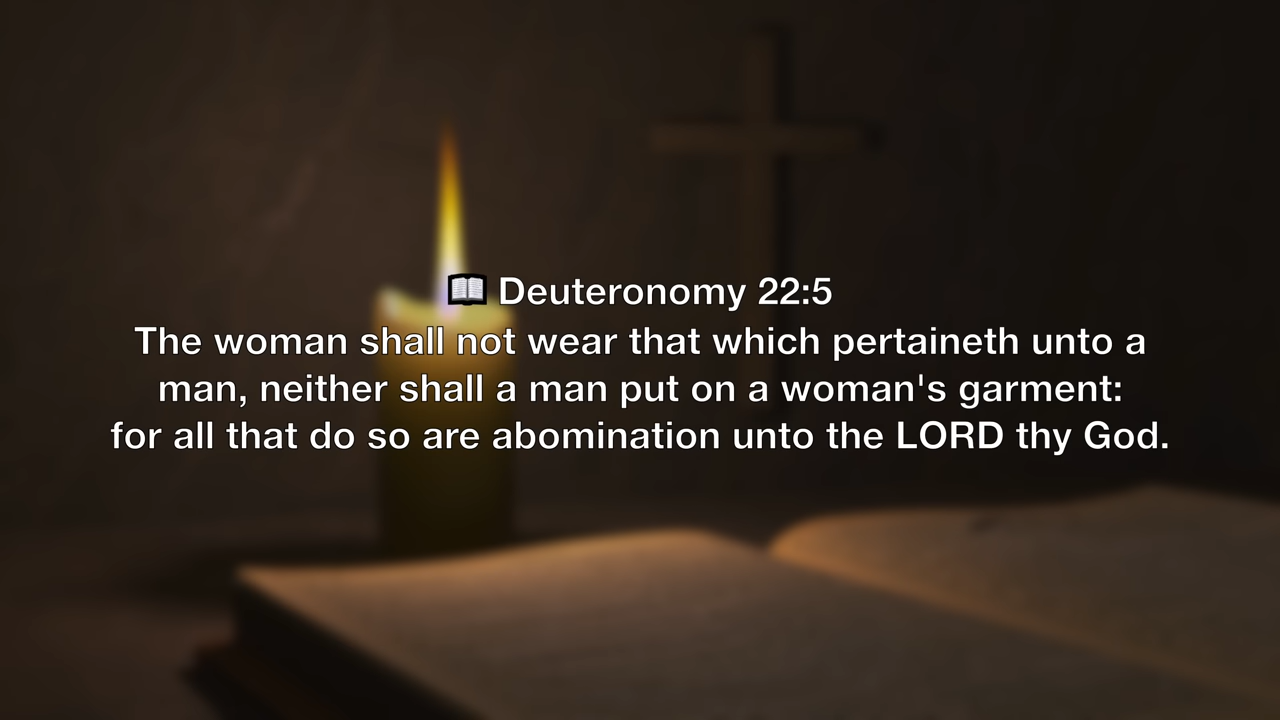 📖 Deuteronomy 22:5
The woman shall not wear that which pertaineth unto a
man, neither shall a man put on a woman's garment:
for all that do so are abomination unto the LORD thy God.